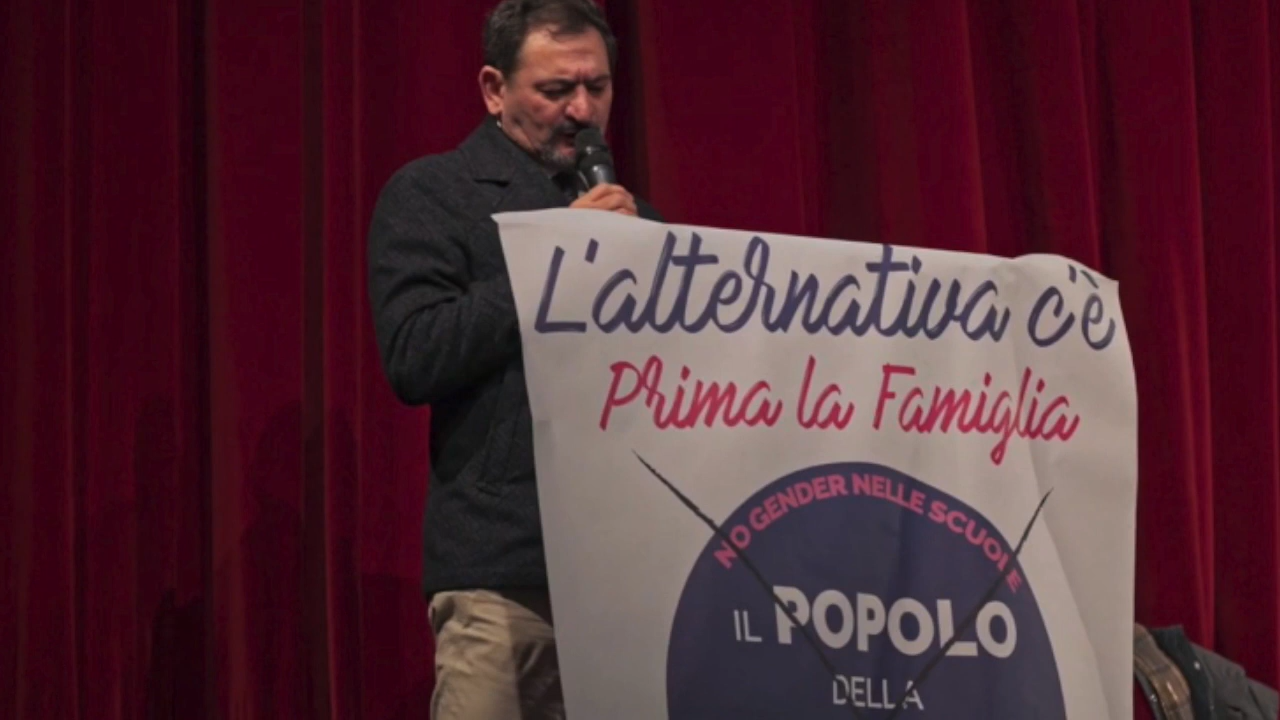 L'alternativa c'è
Prima la Famiglia
NO GENDER NELLE SCUOLE
IL POPOLO
DELLA